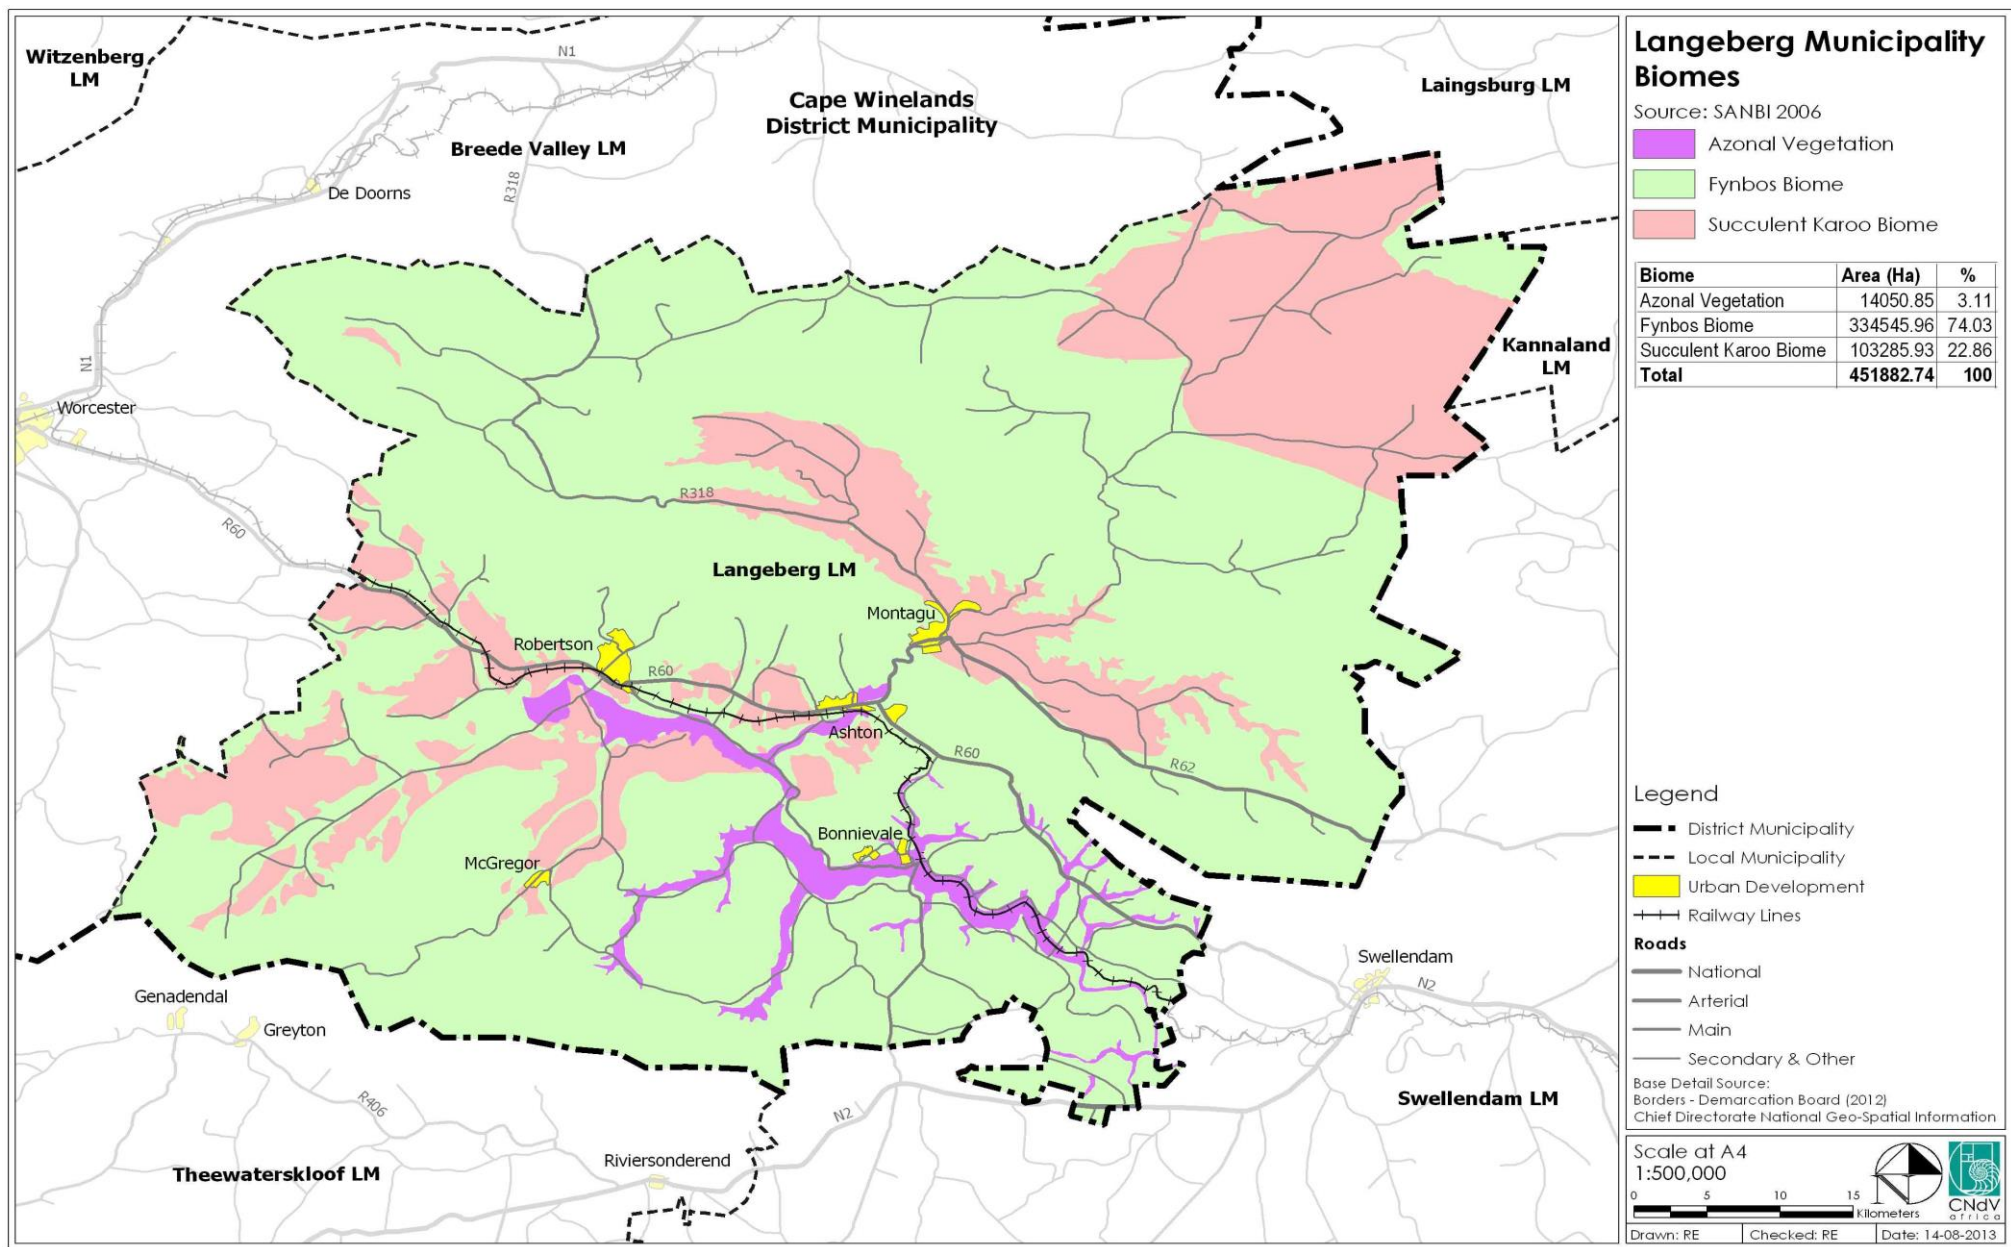 Witzenberg
LM
N1
Cape Winelands
District Municipality
Laingsburg LM
Breede Valley LM
R318
De Doorns
N1
Kannaland
LM
Worcester
R318
R60
Langeberg LM
Montagu
Robertson
R60
Ashton
R60
R62
Bonnievale
McGregor
Swellendam
N2
Genadendal
Greyton
R406
N2
Swellendam LM
Riviersonderend
Theewaterskloof LM
Langeberg Municipality
Biomes
Source: SANBI 2006
Azonal Vegetation
Fynbos Biome
Succulent Karoo Biome
Biome Area (Ha) %
Azonal Vegetation 14050.85 3.11
Fynbos Biome 334545.96 74.03
Succulent Karoo Biome 103285.93 22.86
Total 451882.74 100
Legend
District Municipality
Local Municipality
Urban Development
Railway Lines
Roads
National
Arterial
Main
Secondary & Other
Base Detail Source:
Borders - Demarcation Board (2012)
Chief Directorate National Geo-Spatial Information
Scale at A4
1:500,000
0 5 10 15
Kilometers
N
CNdV
africa
Drawn: RE Checked: RE Date: 14-08-2013